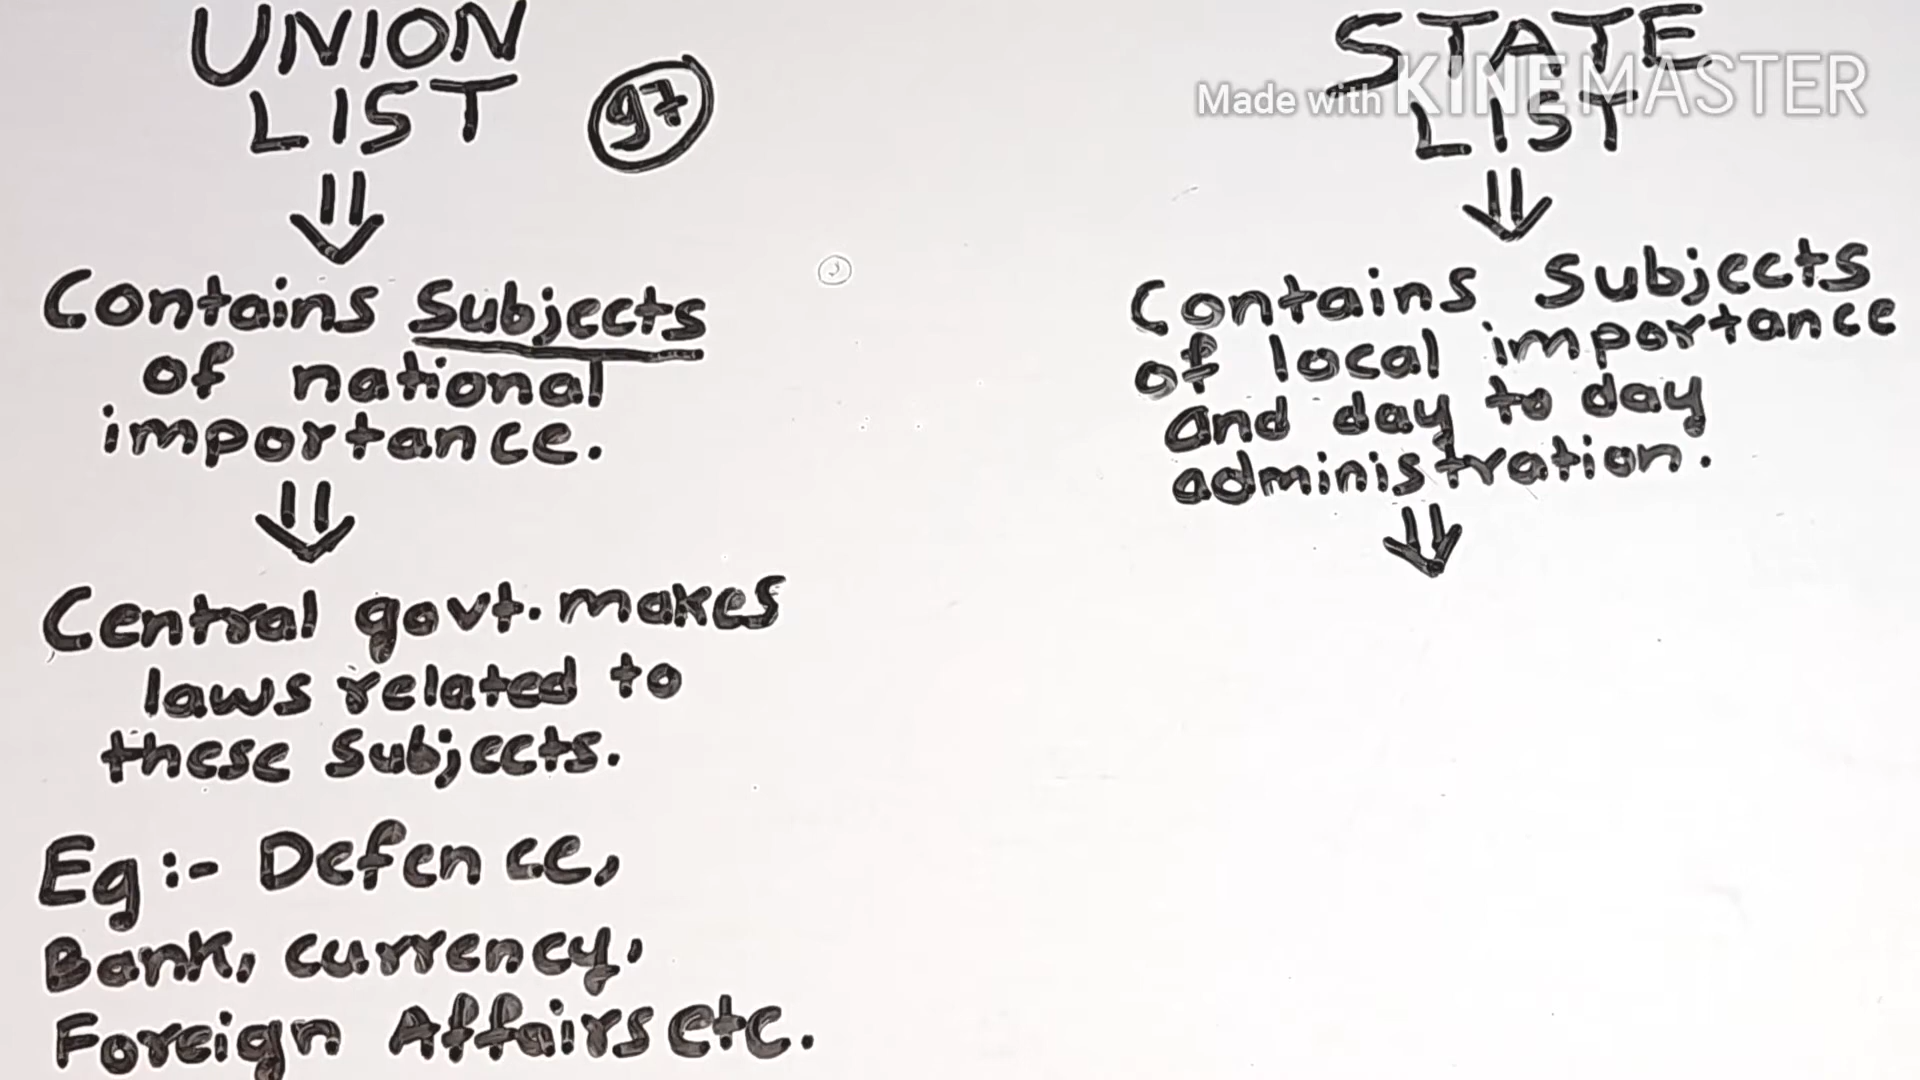 UNION
LIST
97
Contains Subjects
of national
importance.
Central govt. makes
laws related to
these Subjects.
Eg :- Defence,
Bank, currency,
Foreign Affairs etc.
STATE
LIST
Made with KINEMASTER
Contains Subjects
of local importance
and day to day
administration.